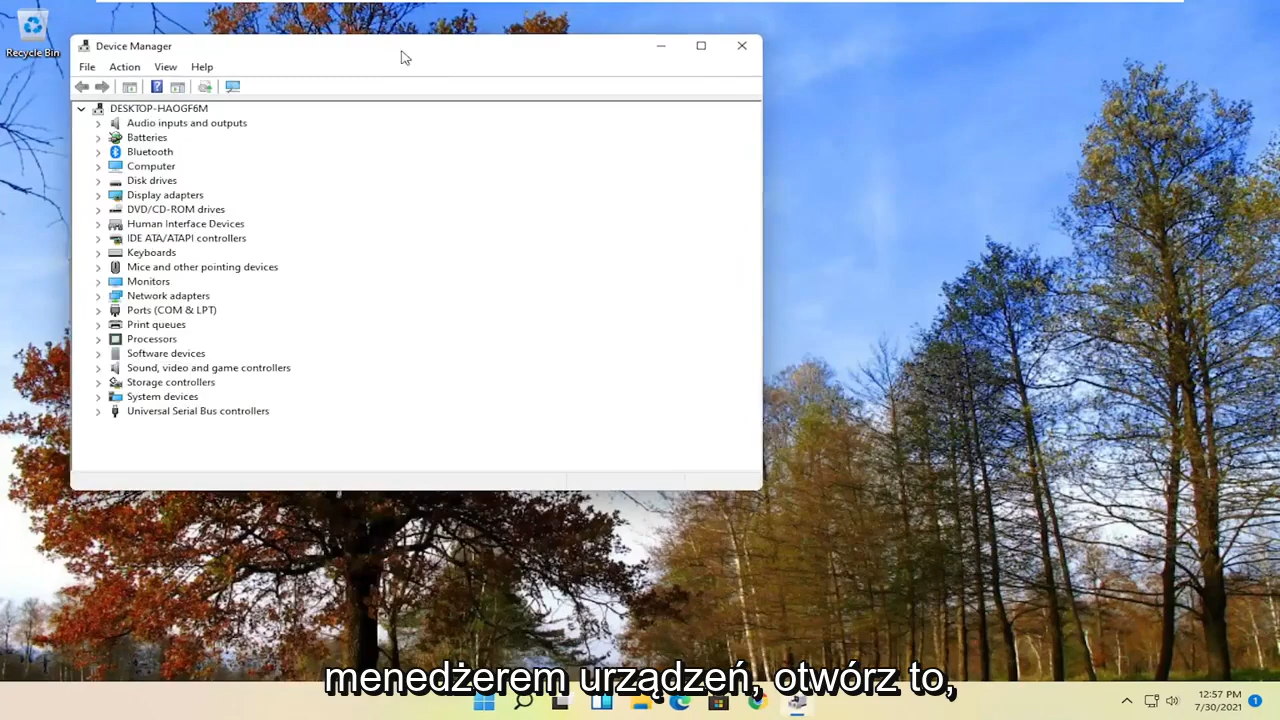 Recycle Bin
Device Manager
File Action View Help
DESKTOP-HAOGF6M
Audio inputs and outputs
Batteries
Bluetooth
Computer
Disk drives
Display adapters
DVD/CD-ROM drives
Human Interface Devices
IDE ATA/ATAPI controllers
Keyboards
Mice and other pointing devices
Monitors
Network adapters
Ports (COM & LPT)
Print queues
Processors
Software devices
Sound, video and game controllers
Storage controllers
System devices
Universal Serial Bus controllers
menedżerem urządzeń, otwórz to,
12:57 PM
7/30/2021
1